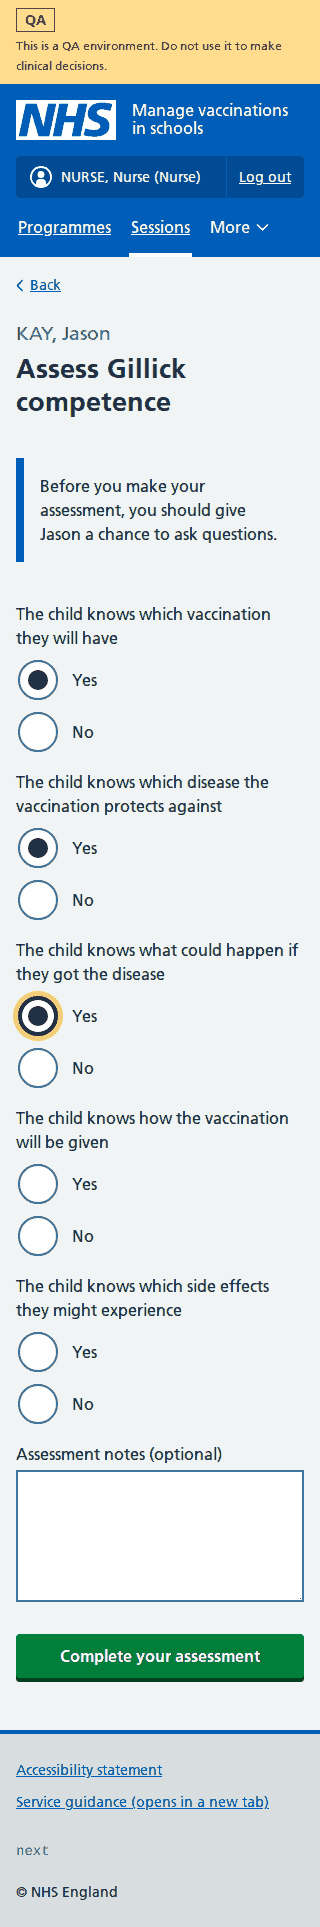 QA
This is a QA environment. Do not use it to make
clinical decisions.
NHS
Manage vaccinations
in schools
NURSE, Nurse (Nurse)
Log out
Programmes
Sessions
More
Back
KAY, Jason
Assess Gillick
competence
Before you make your
assessment, you should give
Jason a chance to ask questions.
The child knows which vaccination
they will have
Yes
No
The child knows which disease the
vaccination protects against
Yes
No
The child knows what could happen if
they got the disease
Yes
No
The child knows how the vaccination
will be given
Yes
No
The child knows which side effects
they might experience
Yes
No
Assessment notes (optional)
Complete your assessment
Accessibility statement
Service guidance (opens in a new tab)
next
© NHS England